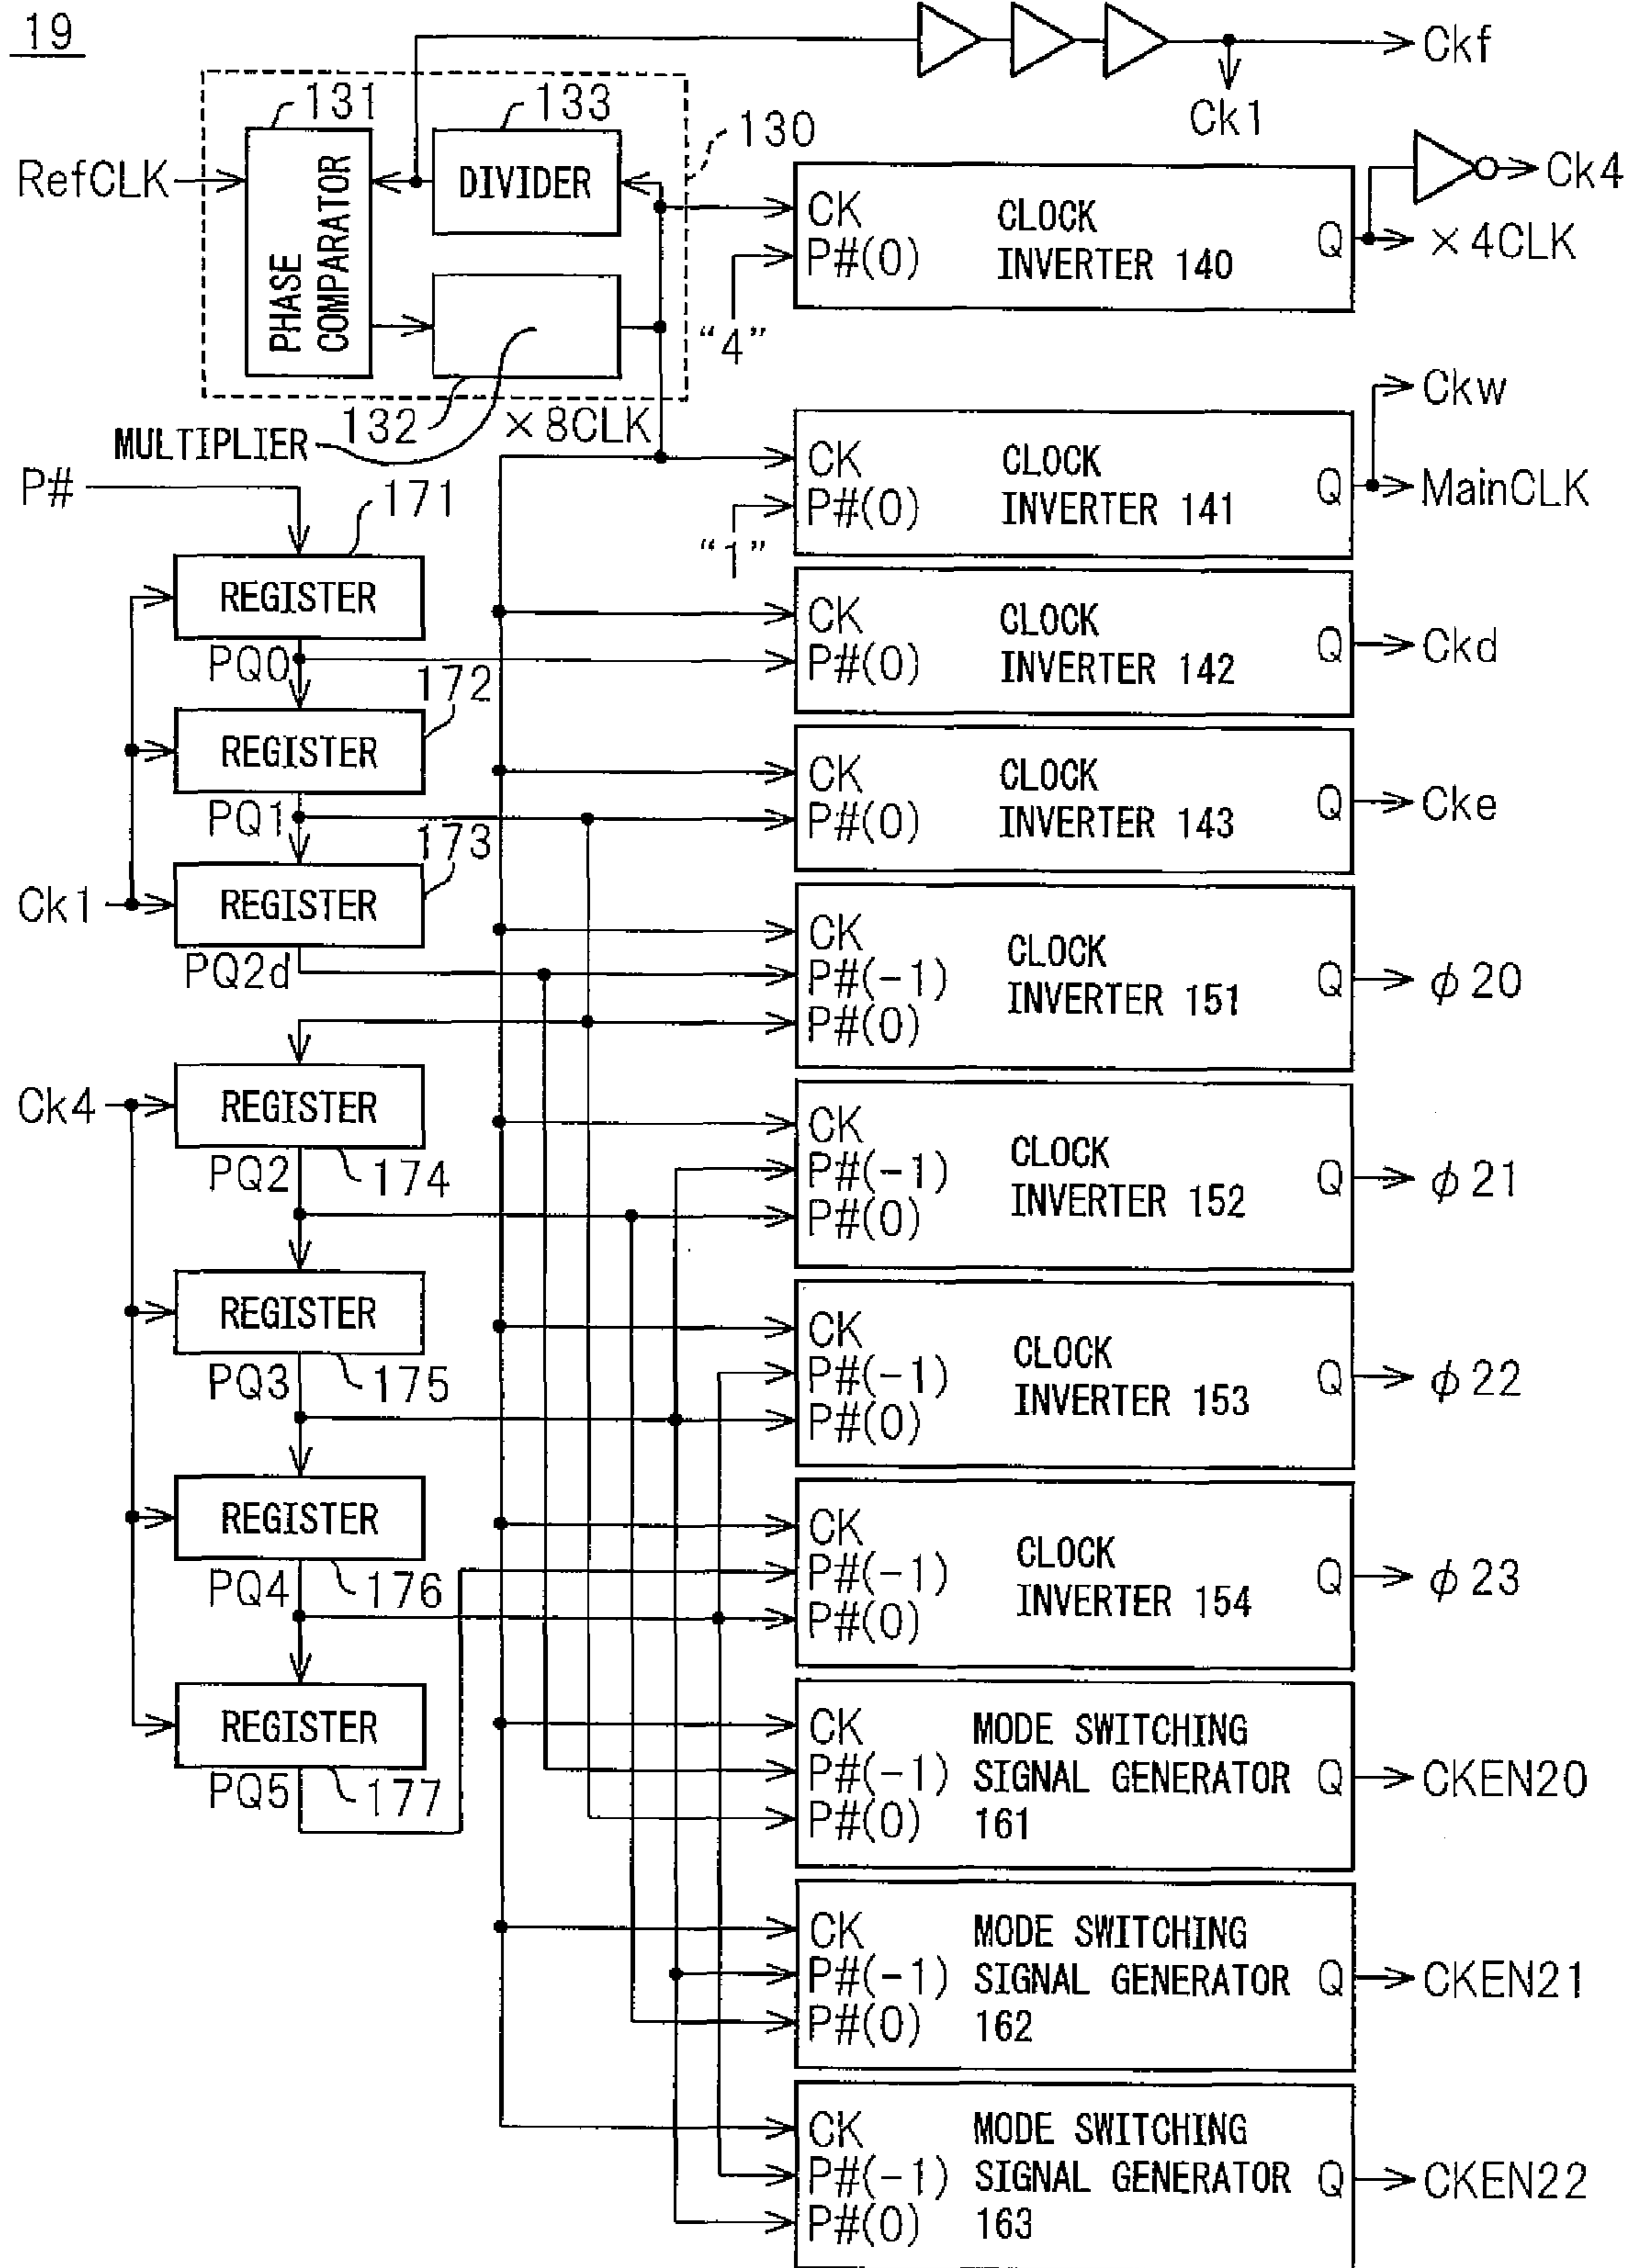 19
Ckf
Ck1
131
133
130
RefCLK
PHASE
COMPARATOR
DIVIDER
CK
P#(0)
CLOCK
INVERTER 140
Q
Ck4
×4CLK
"4"
132
×8CLK
MULTIPLIER
Ckw
CK
P#(0)
CLOCK
INVERTER 141
Q
MainCLK
"1"
P#
171
REGISTER
PQ0
CK
P#(0)
CLOCK
INVERTER 142
Q
Ckd
172
REGISTER
PQ1
CK
P#(0)
CLOCK
INVERTER 143
Q
Cke
173
Ck1
REGISTER
PQ2d
CK
P#(-1)
P#(0)
CLOCK
INVERTER 151
Q
φ20
Ck4
REGISTER
PQ2
174
CK
P#(-1)
P#(0)
CLOCK
INVERTER 152
Q
φ21
REGISTER
PQ3
175
CK
P#(-1)
P#(0)
CLOCK
INVERTER 153
Q
φ22
REGISTER
PQ4
176
CK
P#(-1)
P#(0)
CLOCK
INVERTER 154
Q
φ23
REGISTER
PQ5
177
CK
P#(-1)
P#(0)
MODE SWITCHING
SIGNAL GENERATOR
161
Q
CKEN20
CK
P#(-1)
P#(0)
MODE SWITCHING
SIGNAL GENERATOR
162
Q
CKEN21
CK
P#(-1)
P#(0)
MODE SWITCHING
SIGNAL GENERATOR
163
Q
CKEN22